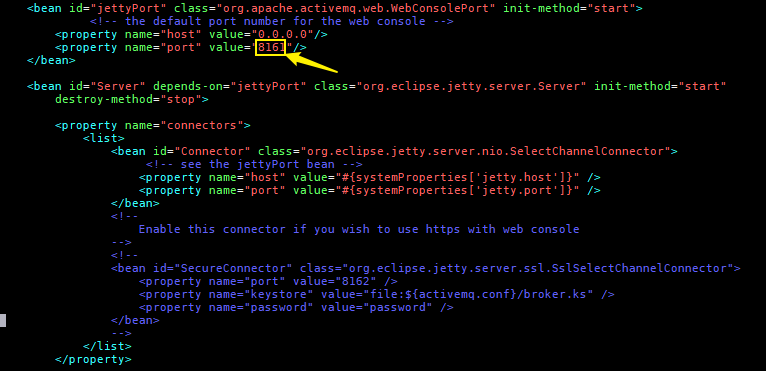 <bean id="jettyPort" class="org.apache.activemq.web.WebConsolePort" init-method="start">
<!-- the default port number for the web console -->
<property name="host" value="0.0.0.0"/>
<property name="port" value="8161"/>
</bean>
<bean id="Server" depends-on="jettyPort" class="org.eclipse.jetty.server.Server" init-method="start"
destroy-method="stop">
<property name="connectors">
<list>
<bean id="Connector" class="org.eclipse.jetty.server.nio.SelectChannelConnector">
<!-- see the jettyPort bean -->
<property name="host" value="#{systemProperties['jetty.host']}" />
<property name="port" value="#{systemProperties['jetty.port']}" />
</bean>
<!--
Enable this connector if you wish to use https with web console
-->
<!--
<bean id="SecureConnector" class="org.eclipse.jetty.server.ssl.SslSelectChannelConnector">
<property name="port" value="8162" />
<property name="keystore" value="file:${activemq.conf}/broker.ks" />
<property name="password" value="password" />
</bean>
-->
</list>
</property>